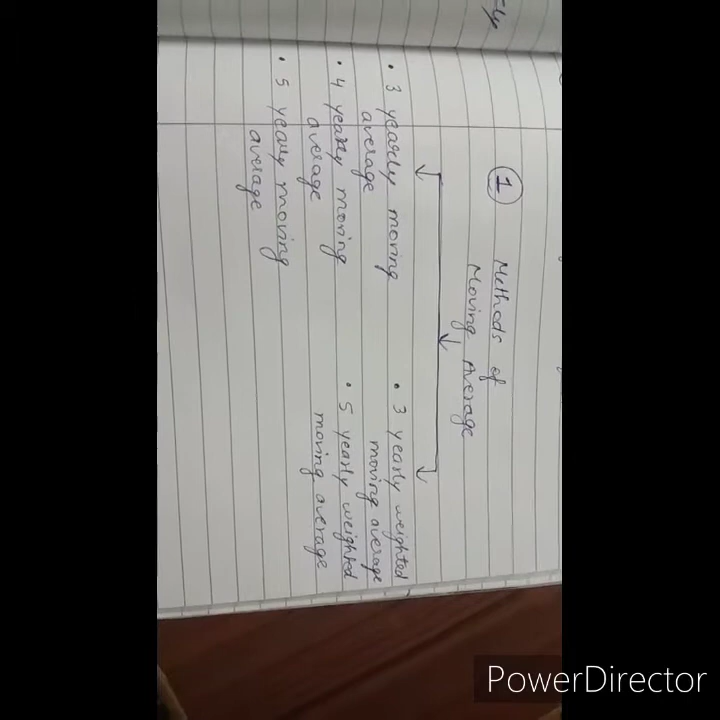 1 Methods of
Moving Average
• 3 yearly moving
average
• 4 yearly moving
average
• 5 yearly moving
average
• 3 yearly weighted
moving average
• 5 yearly weighted
moving average
PowerDirector